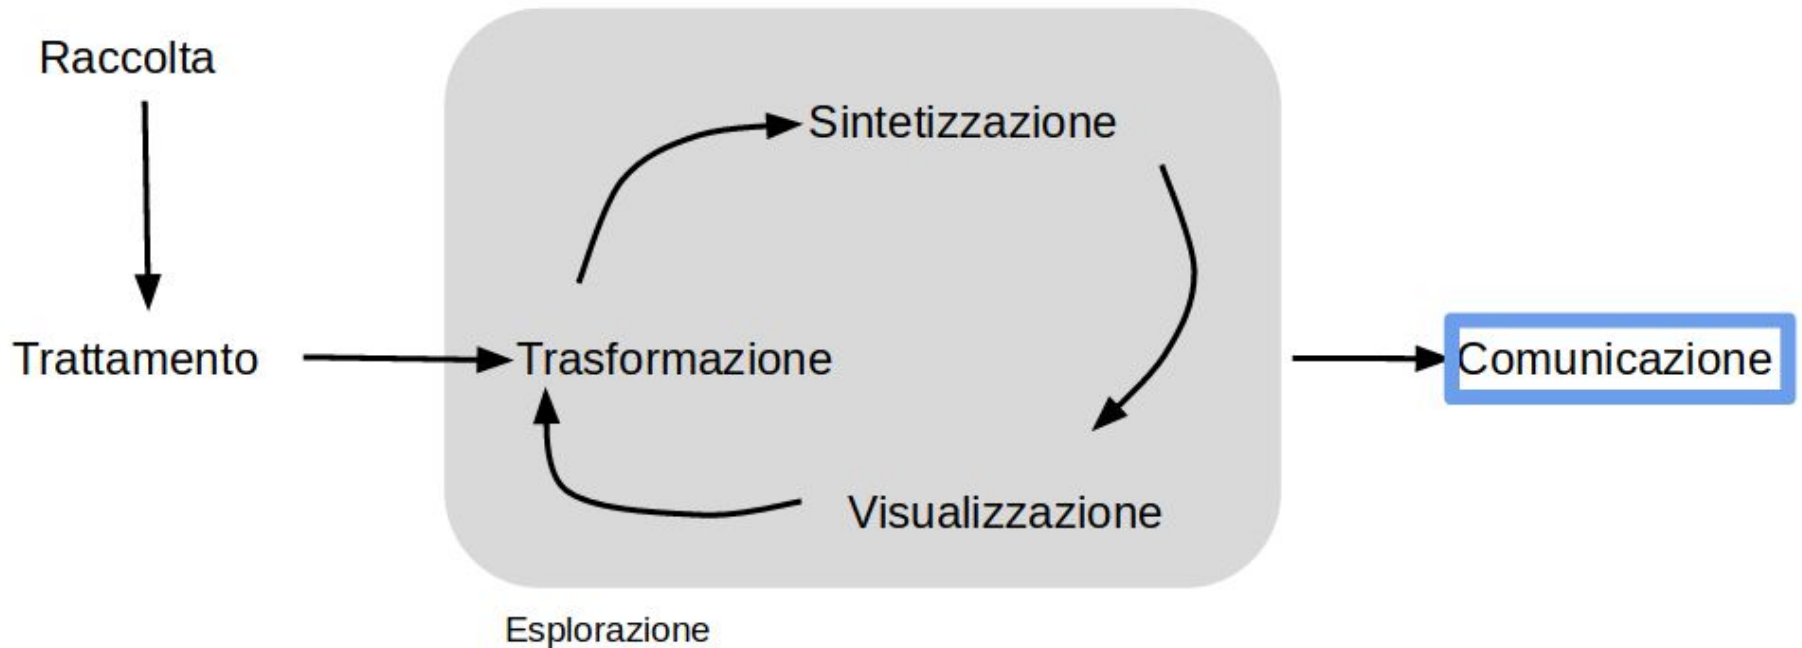 Raccolta
Sintetizzazione
Trattamento
Trasformazione
Comunicazione
Visualizzazione
Esplorazione